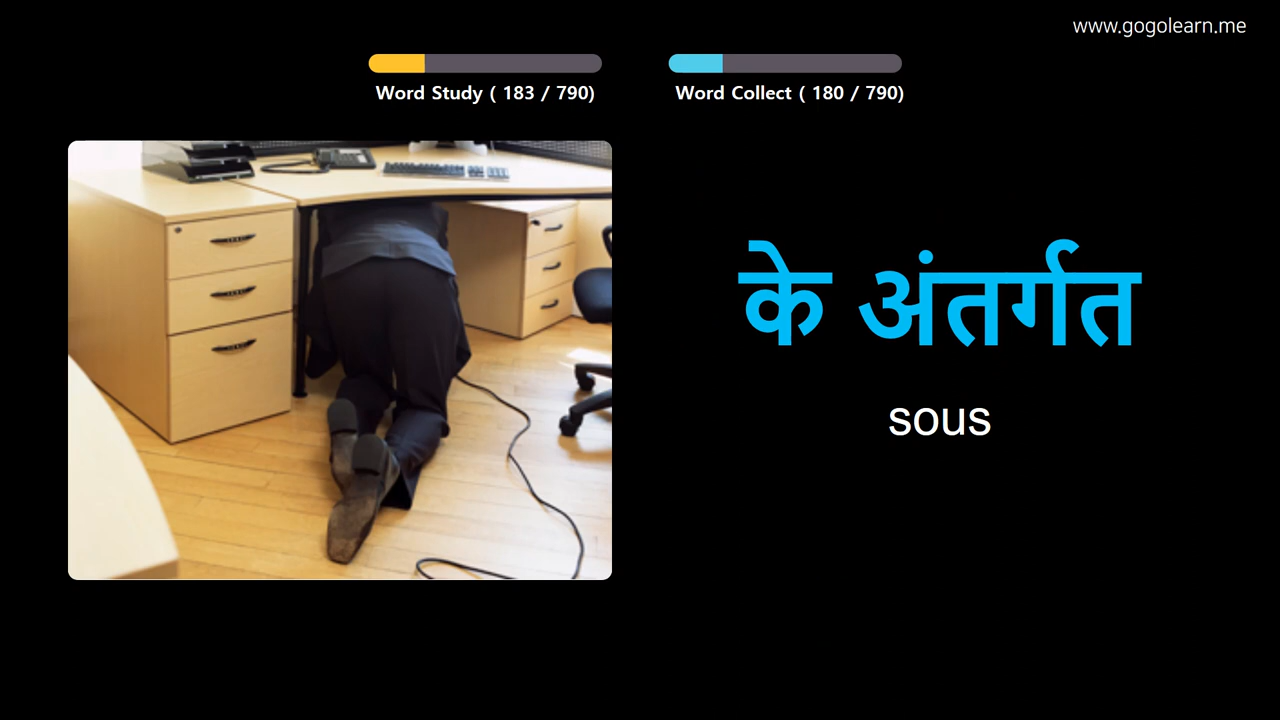 www.gogolearn.me
Word Study ( 183 / 790)
Word Collect ( 180 / 790)
के अंतर्गत
sous